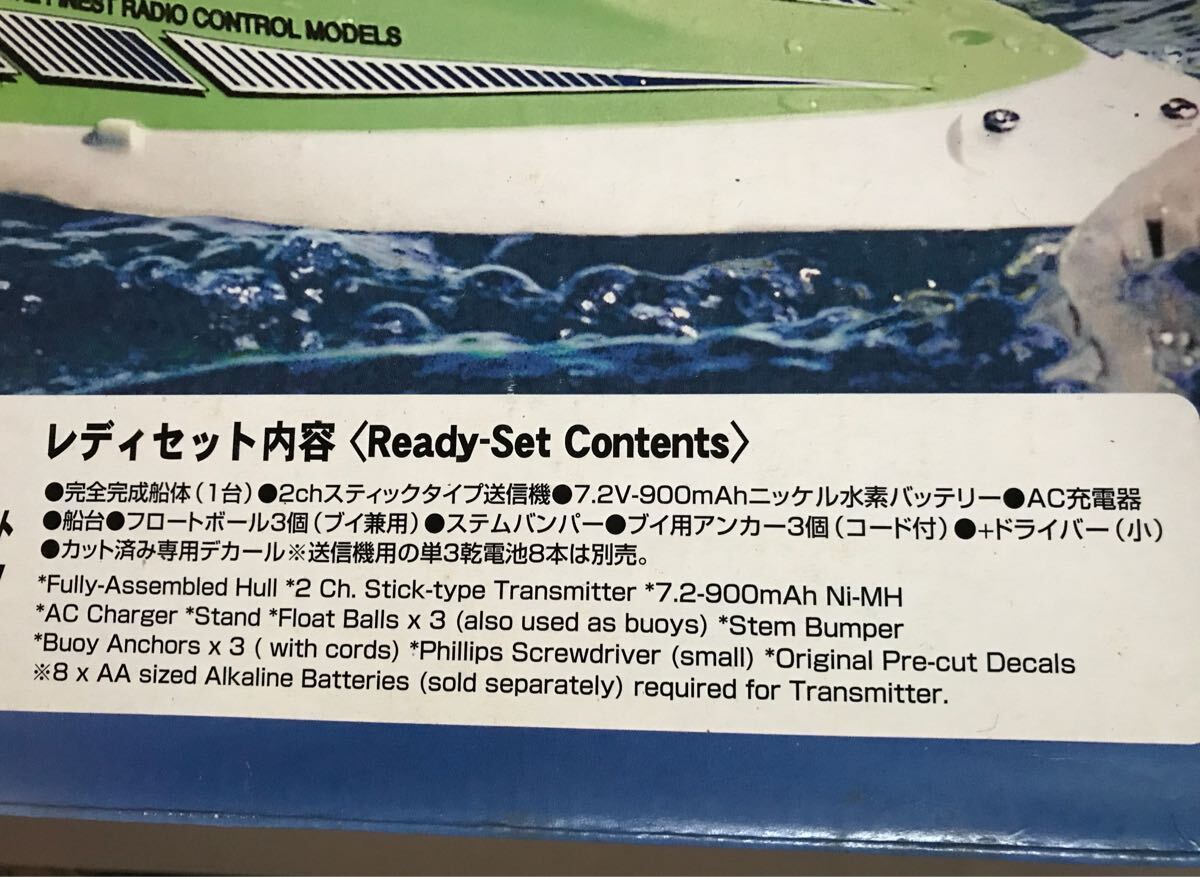 FINEST RADIO CONTROL MODELS
レディセット内容〈Ready-Set Contents〉
●完全完成船体（1台）●2chスティックタイプ送信機●7.2V-900mAhニッケル水素バッテリー●AC充電器
●船台●フロートボール3個（ブイ兼用）●ステムバンパー●ブイ用アンカー3個（コード付）●+ドライバー（小）
●カット済み専用デカール※送信機用の単3乾電池8本は別売。
*Fully-Assembled Hull *2 Ch. Stick-type Transmitter *7.2-900mAh Ni-MH
*AC Charger *Stand *Float Balls x 3 (also used as buoys) *Stem Bumper
*Buoy Anchors x 3 ( with cords) *Phillips Screwdriver (small) *Original Pre-cut Decals
※8 x AA sized Alkaline Batteries (sold separately) required for Transmitter.